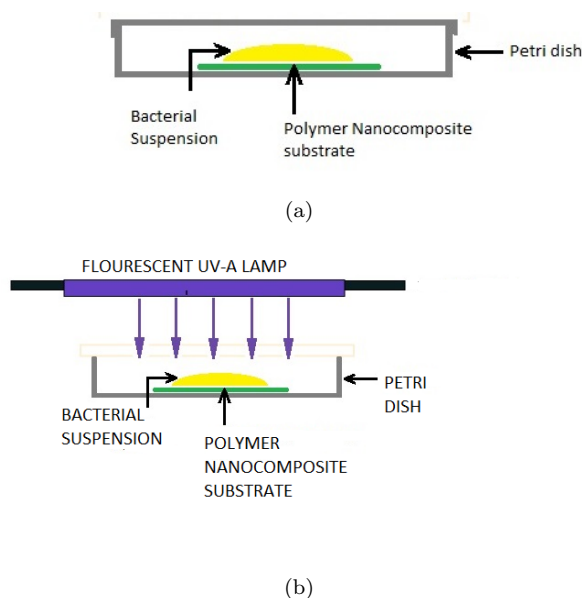 Petri dish
Bacterial
Suspension
Polymer Nanocomposite
substrate
(a)
FLOURESCENT UV-A LAMP
BACTERIAL
SUSPENSION
PETRI
DISH
POLYMER
NANOCOMPOSITE
SUBSTRATE
(b)